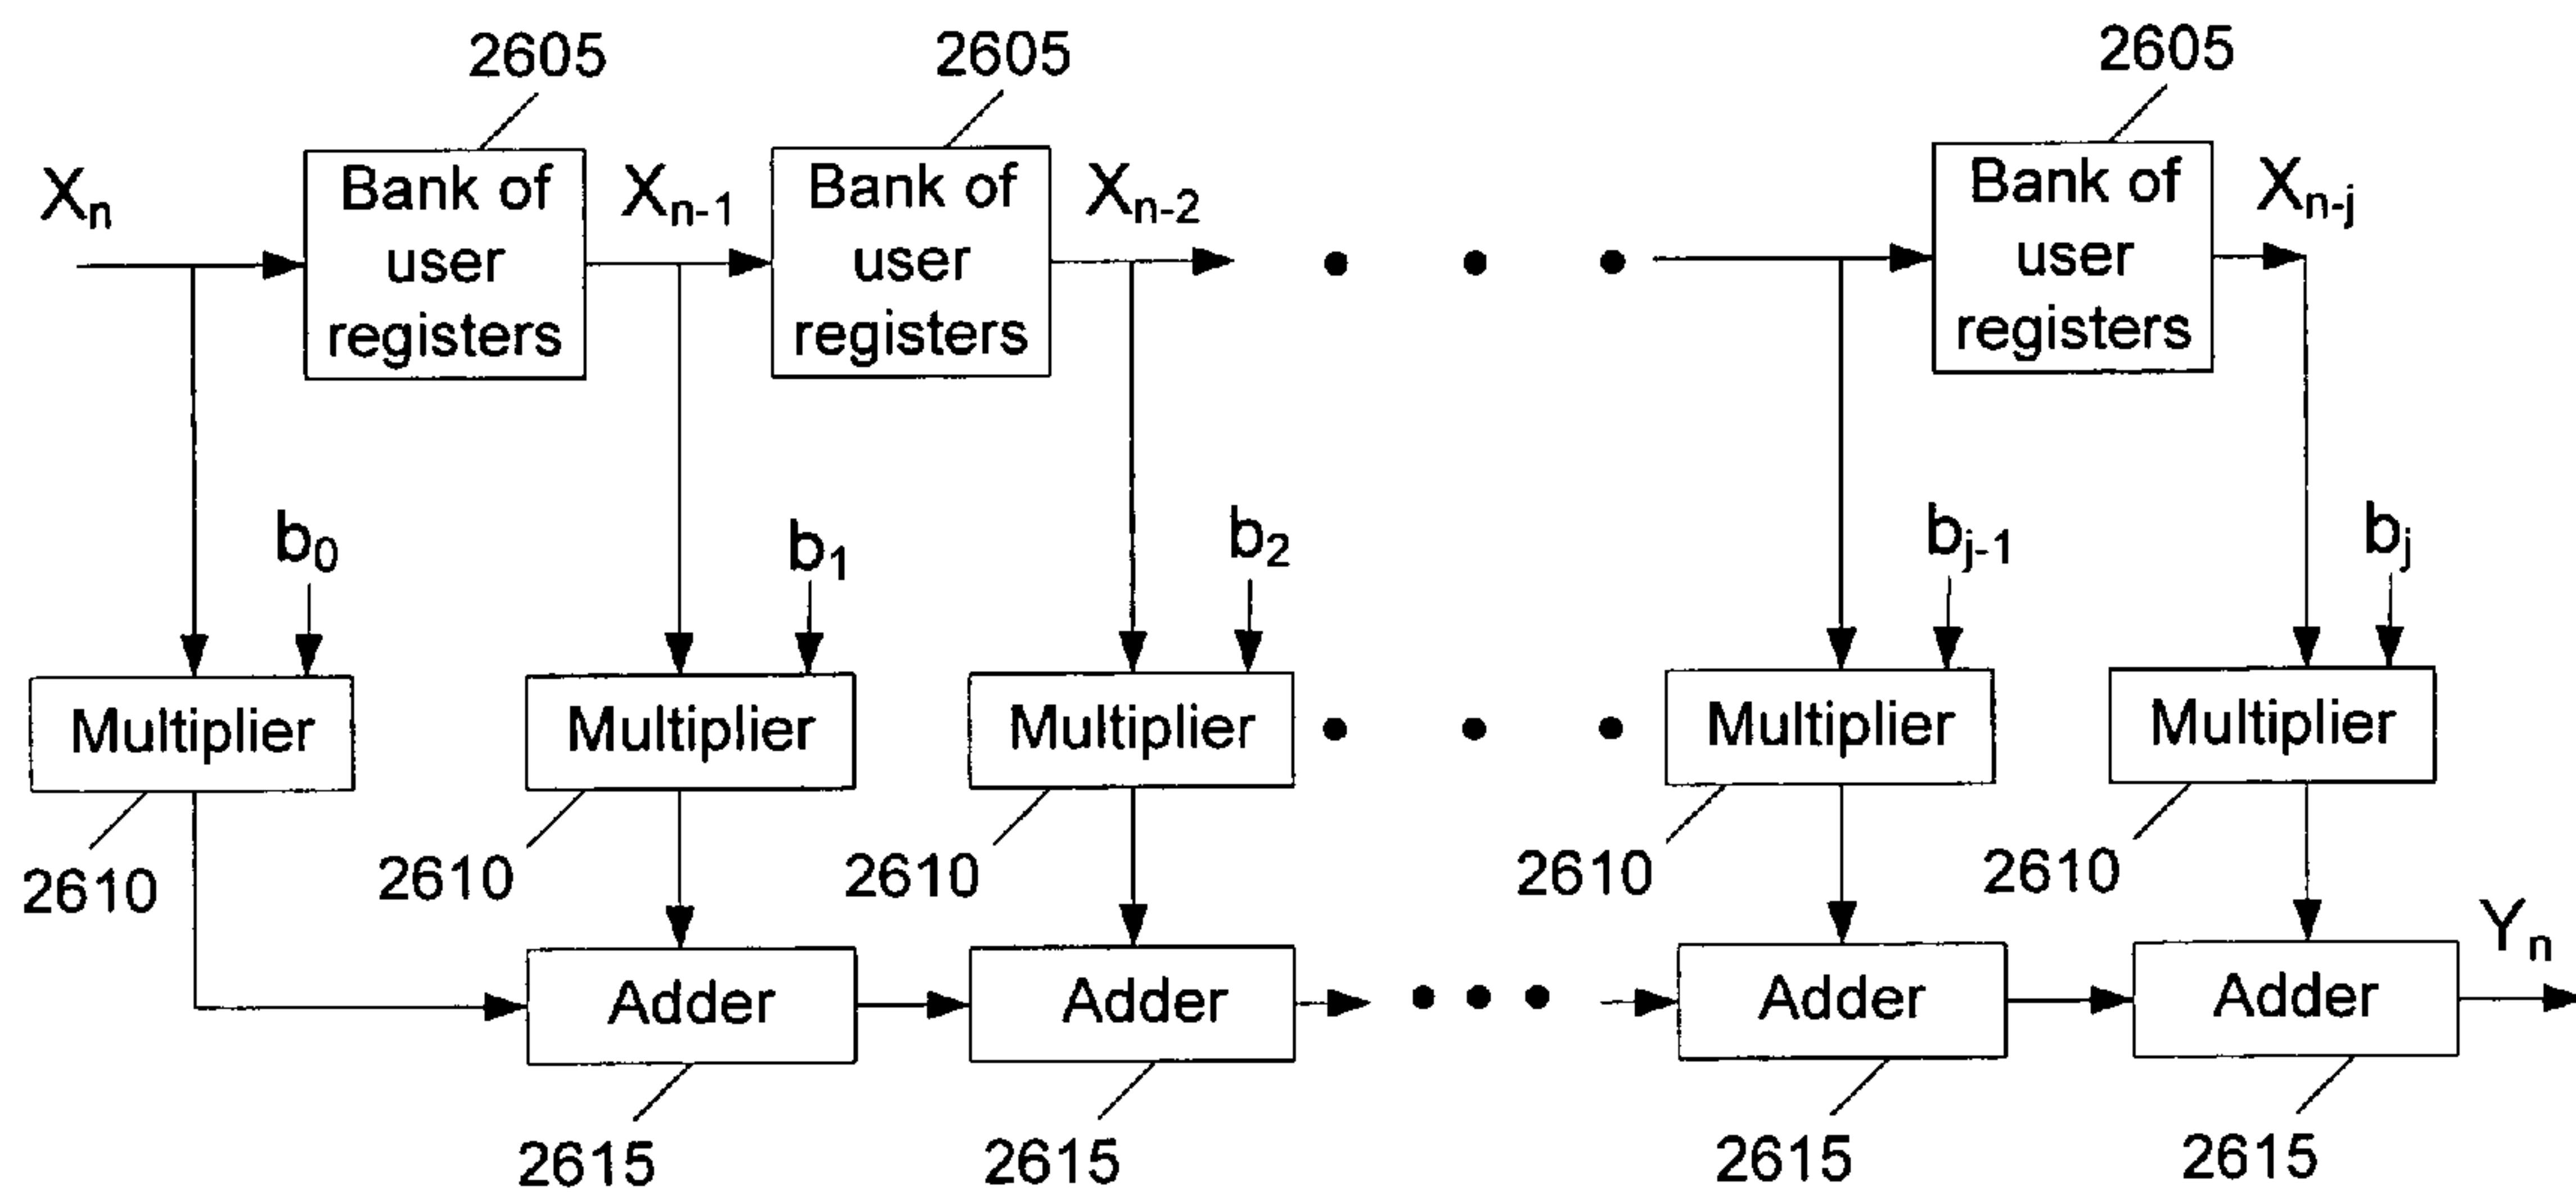 2605 2605 2605
Xₙ Bank of user registers Xₙ₋₁ Bank of user registers Xₙ₋₂ Bank of user registers Xₙ₋ⱼ
b₀ b₁ b₂ bⱼ₋₁ bⱼ
Multiplier Multiplier Multiplier Multiplier Multiplier
2610 2610 2610 2610 2610
Adder Adder Adder Adder Yₙ
2615 2615 2615 2615